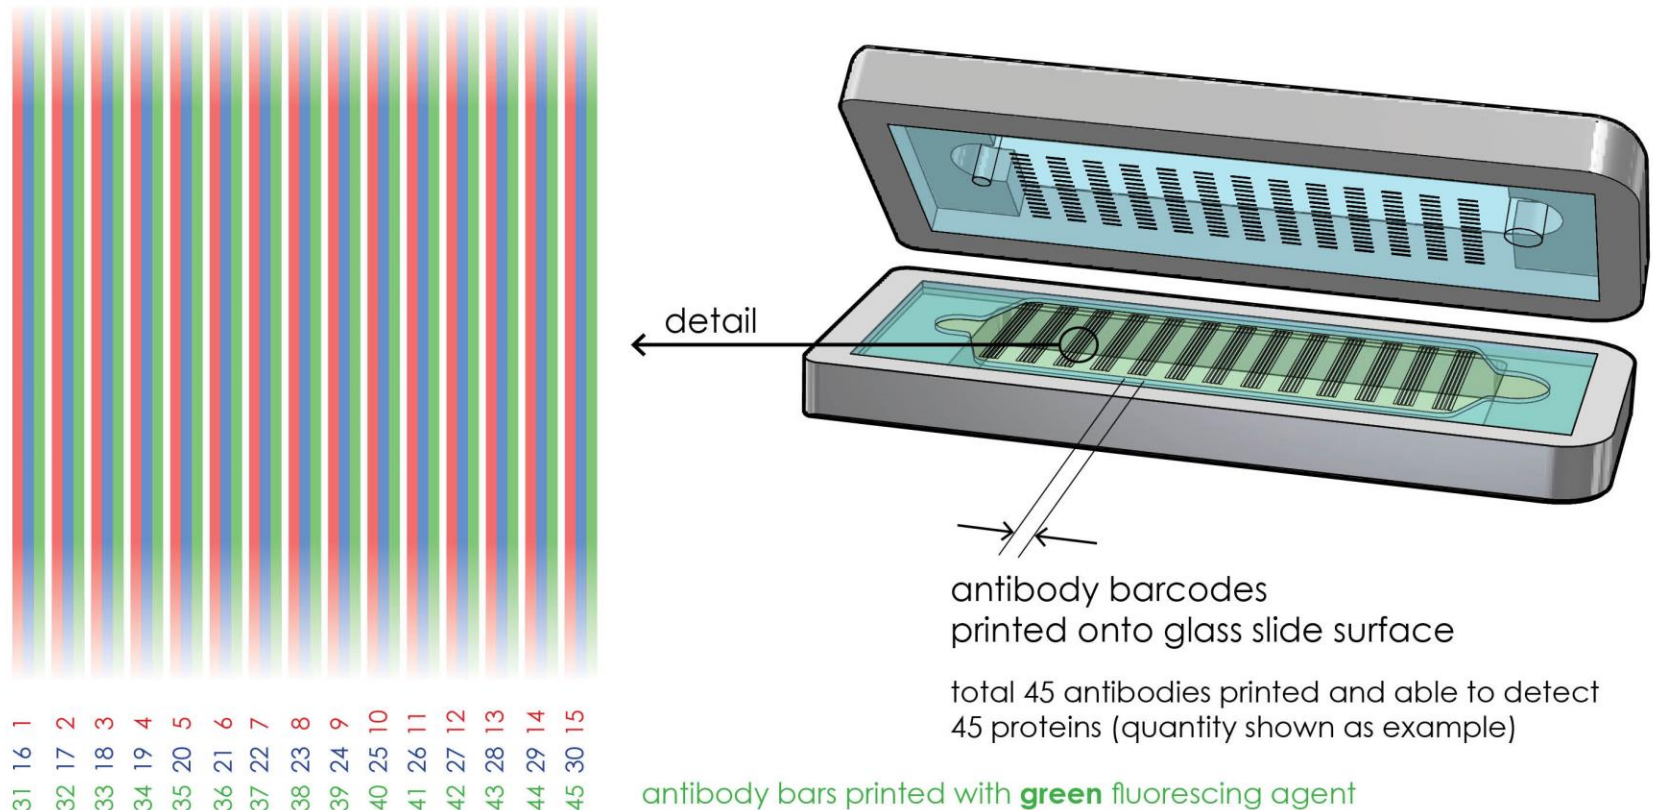 detail
antibody barcodes
printed onto glass slide surface
total 45 antibodies printed and able to detect
45 proteins (quantity shown as example)
1 2 3 4 5 6 7 8 9 10 11 12 13 14 15
16 17 18 19 20 21 22 23 24 25 26 27 28 29 30
31 32 33 34 35 36 37 38 39 40 41 42 43 44 45
antibody bars printed with green fluorescing agent